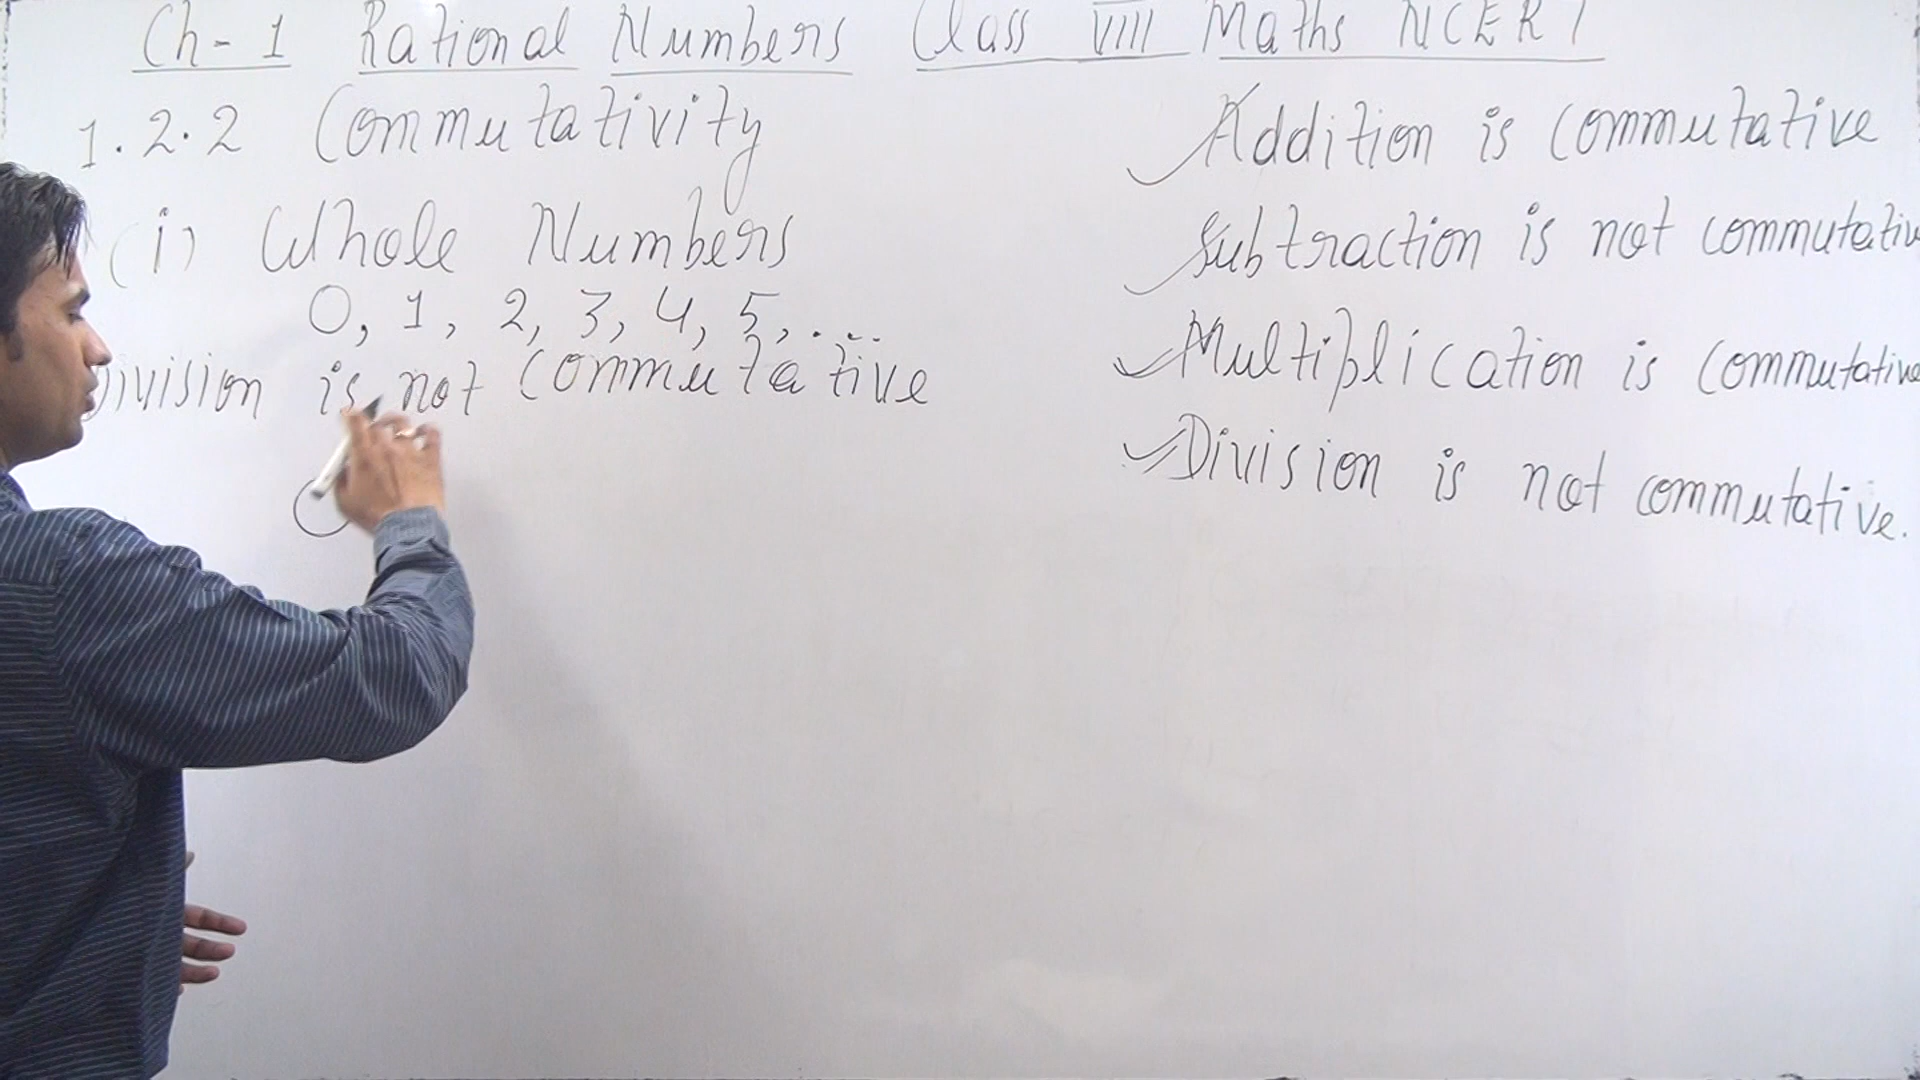 Ch-1 Rational Numbers Class VIII Maths NCERT
1.2.2 Commutativity
(i) Whole Numbers
0, 1, 2, 3, 4, 5, ....
Division is not Commutative
Addition is commutative
Subtraction is not commutative
Multiplication is commutative
Division is not commutative.